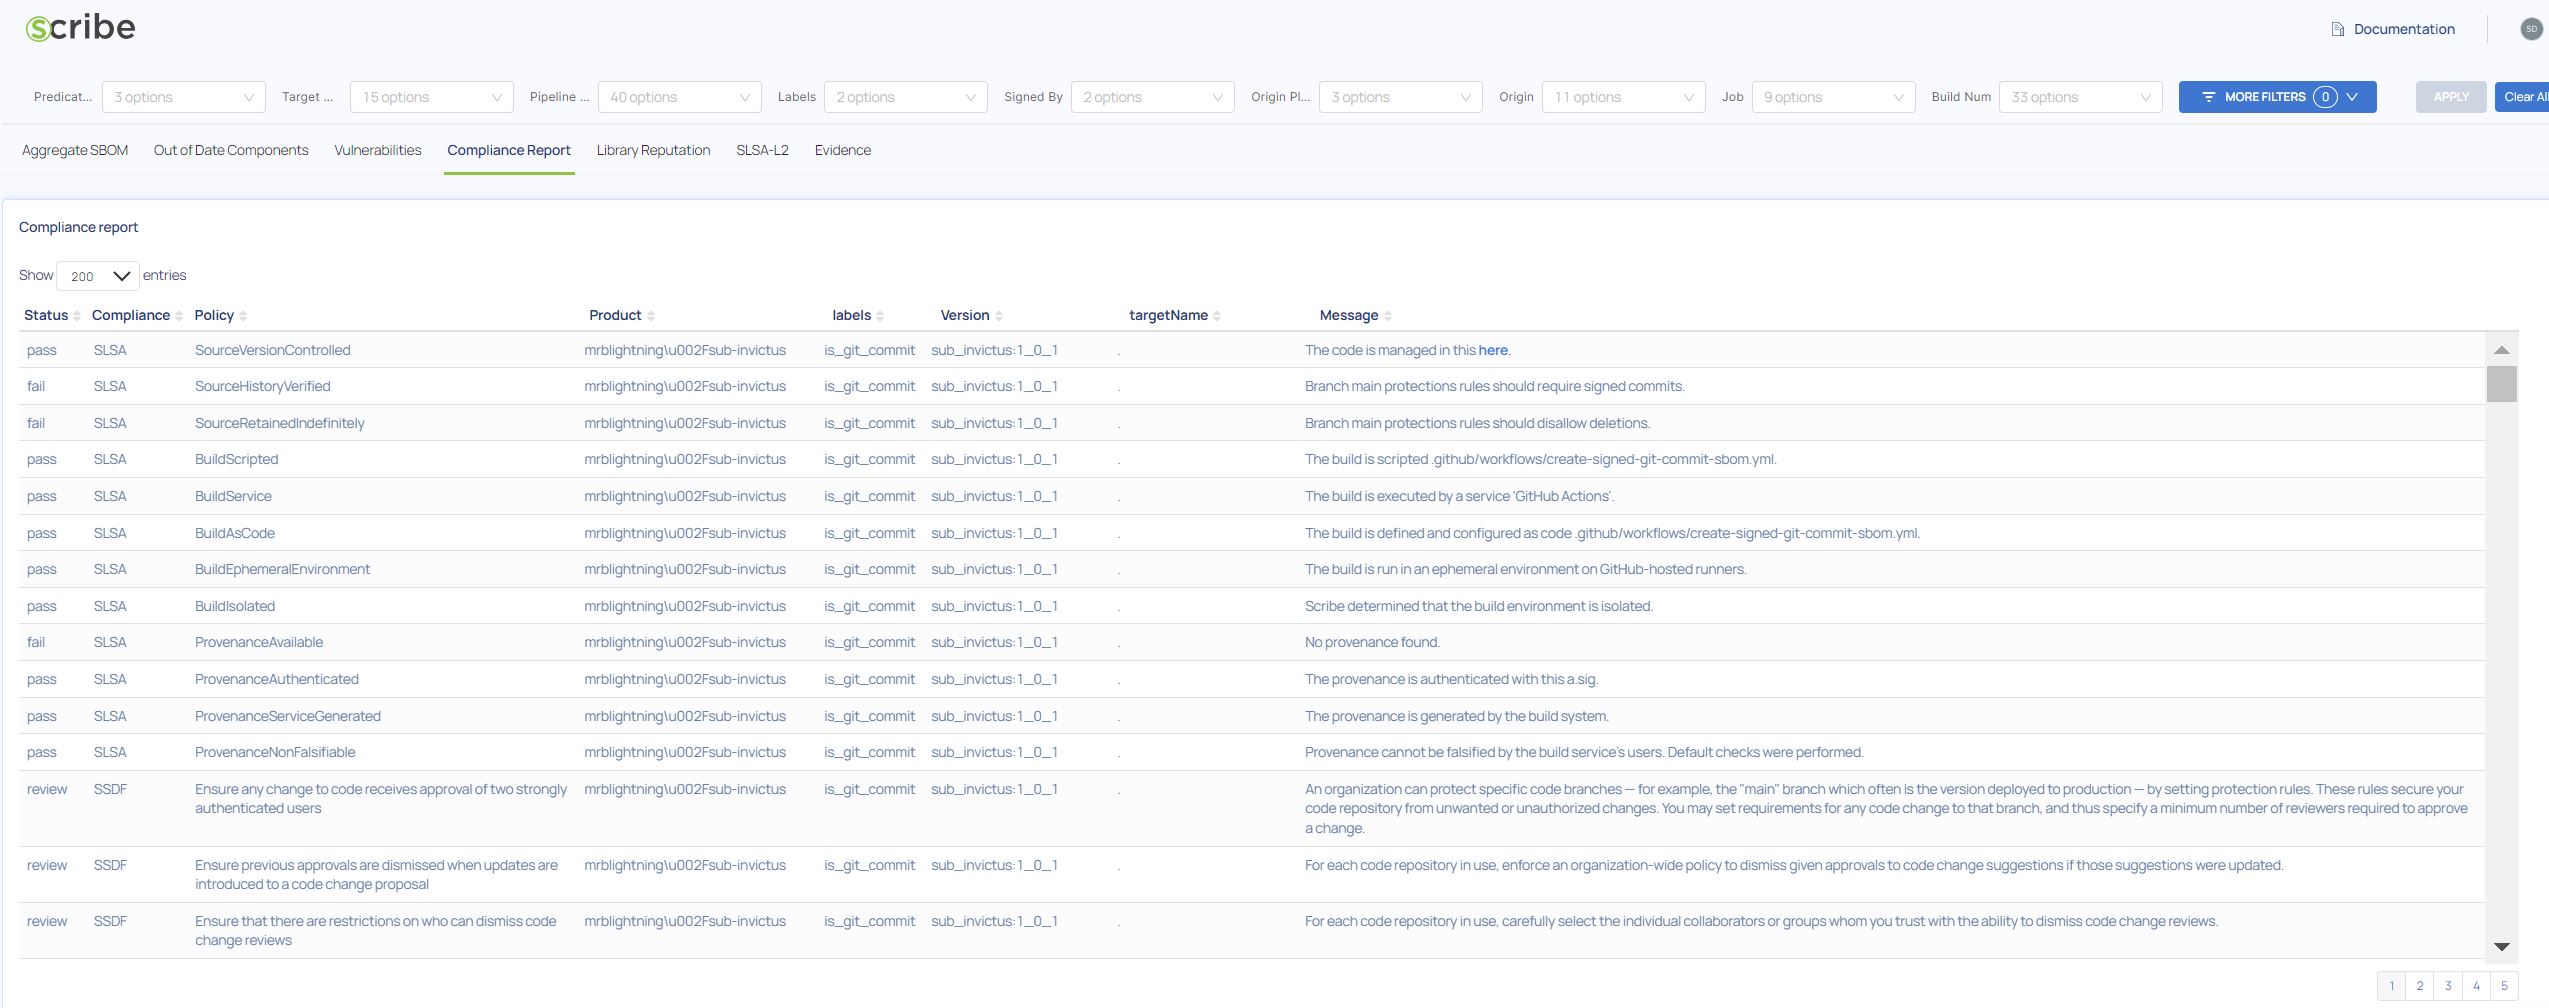 scribe
Documentation
SD
Predicat... 3 options Target ... 15 options Pipeline ... 40 options Labels 2 options Signed By 2 options Origin Pl... 3 options Origin 11 options Job 9 options Build Num 33 options MORE FILTERS 0 APPLY Clear All
Aggregate SBOM Out of Date Components Vulnerabilities Compliance Report Library Reputation SLSA-L2 Evidence
Compliance report
Show 200 entries
Status Compliance Policy Product labels Version targetName Message
pass SLSA SourceVersionControlled mrblightning\u002Fsub-invictus is_git_commit sub_invictus:1_0_1 . The code is managed in this here.
fail SLSA SourceHistoryVerified mrblightning\u002Fsub-invictus is_git_commit sub_invictus:1_0_1 . Branch main protections rules should require signed commits.
fail SLSA SourceRetainedIndefinitely mrblightning\u002Fsub-invictus is_git_commit sub_invictus:1_0_1 . Branch main protections rules should disallow deletions.
pass SLSA BuildScripted mrblightning\u002Fsub-invictus is_git_commit sub_invictus:1_0_1 . The build is scripted .github/workflows/create-signed-git-commit-sbom.yml.
pass SLSA BuildService mrblightning\u002Fsub-invictus is_git_commit sub_invictus:1_0_1 . The build is executed by a service 'GitHub Actions'.
pass SLSA BuildAsCode mrblightning\u002Fsub-invictus is_git_commit sub_invictus:1_0_1 . The build is defined and configured as code .github/workflows/create-signed-git-commit-sbom.yml.
pass SLSA BuildEphemeralEnvironment mrblightning\u002Fsub-invictus is_git_commit sub_invictus:1_0_1 . The build is run in an ephemeral environment on GitHub-hosted runners.
pass SLSA BuildIsolated mrblightning\u002Fsub-invictus is_git_commit sub_invictus:1_0_1 . Scribe determined that the build environment is isolated.
fail SLSA ProvenanceAvailable mrblightning\u002Fsub-invictus is_git_commit sub_invictus:1_0_1 . No provenance found.
pass SLSA ProvenanceAuthenticated mrblightning\u002Fsub-invictus is_git_commit sub_invictus:1_0_1 . The provenance is authenticated with this a.sig.
pass SLSA ProvenanceServiceGenerated mrblightning\u002Fsub-invictus is_git_commit sub_invictus:1_0_1 . The provenance is generated by the build system.
pass SLSA ProvenanceNonFalsifiable mrblightning\u002Fsub-invictus is_git_commit sub_invictus:1_0_1 . Provenance cannot be falsified by the build service's users. Default checks were performed.
review SSDF Ensure any change to code receives approval of two strongly mrblightning\u002Fsub-invictus is_git_commit sub_invictus:1_0_1 . An organization can protect specific code branches — for example, the "main" branch which often is the version deployed to production — by setting protection rules. These rules secure your
authenticated users code repository from unwanted or unauthorized changes. You may set requirements for any code change to that branch, and thus specify a minimum number of reviewers required to approve
a change.
review SSDF Ensure previous approvals are dismissed when updates are mrblightning\u002Fsub-invictus is_git_commit sub_invictus:1_0_1 . For each code repository in use, enforce an organization-wide policy to dismiss given approvals to code change suggestions if those suggestions were updated.
introduced to a code change proposal
review SSDF Ensure that there are restrictions on who can dismiss code mrblightning\u002Fsub-invictus is_git_commit sub_invictus:1_0_1 . For each code repository in use, carefully select the individual collaborators or groups whom you trust with the ability to dismiss code change reviews.
change reviews
1 2 3 4 5